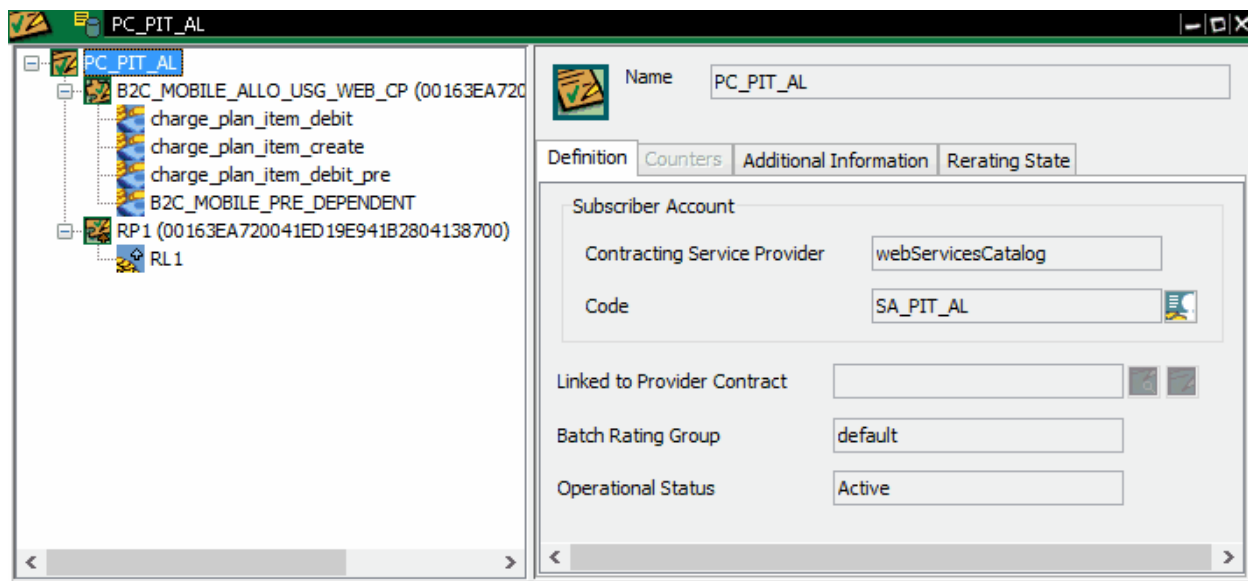 PC_PIT_AL
PC_PIT_AL
B2C_MOBILE_ALLO_USG_WEB_CP (00163EA720
charge_plan_item_debit
charge_plan_item_create
charge_plan_item_debit_pre
B2C_MOBILE_PRE_DEPENDENT
RP1 (00163EA720041ED19E941B2804138700)
RL1
Name PC_PIT_AL
Definition Counters Additional Information Rerating State
Subscriber Account
Contracting Service Provider webServicesCatalog
Code SA_PIT_AL
Linked to Provider Contract
Batch Rating Group default
Operational Status Active